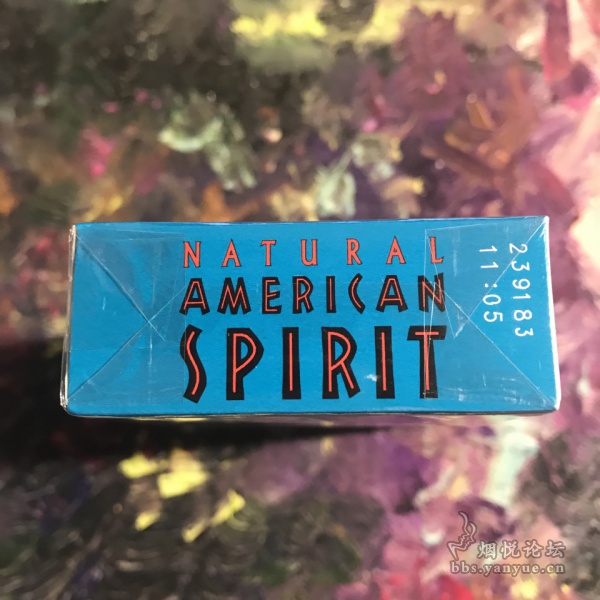 NATURAL
AMERICAN
SPIRIT
239183
11:05
烟悦论坛
bbs.yanyue.cn